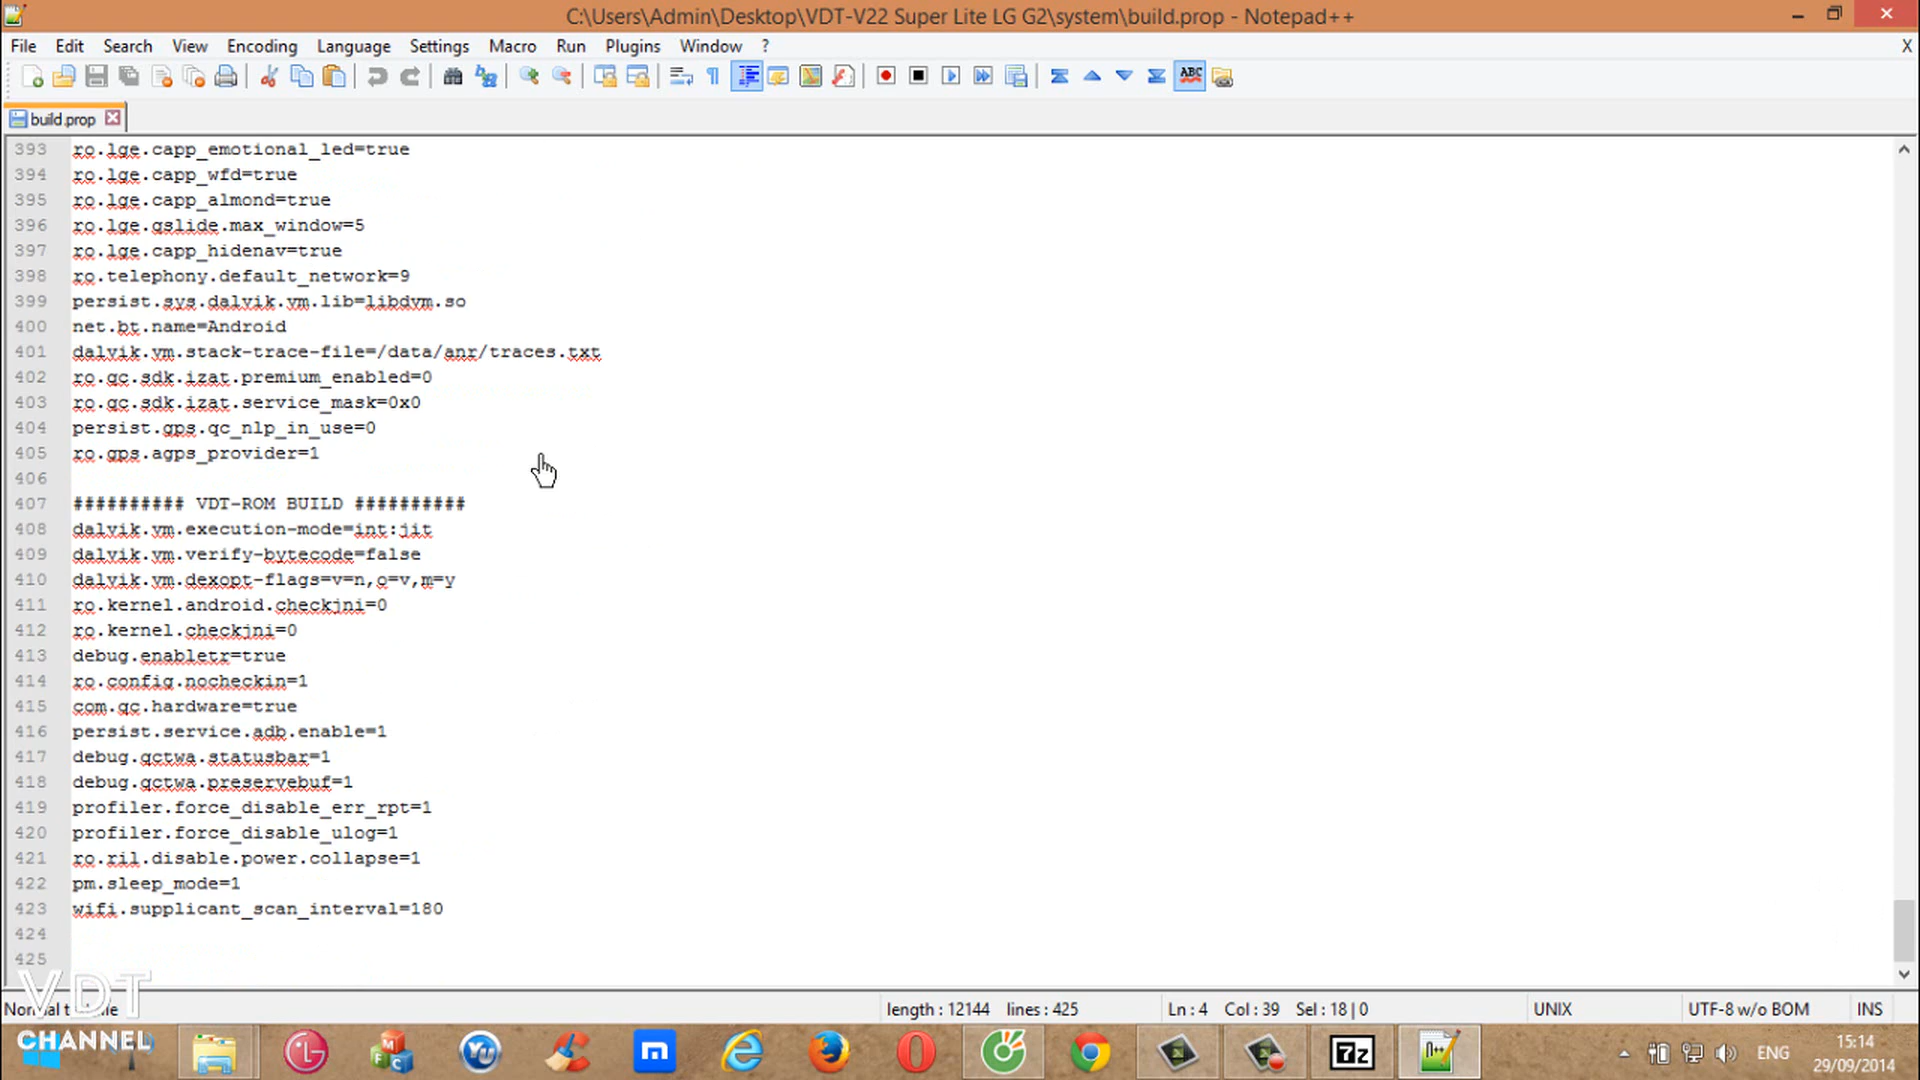 C:\Users\Admin\Desktop\VDT-V22 Super Lite LG G2\system\build.prop - Notepad++
File Edit Search View Encoding Language Settings Macro Run Plugins Window ? X
build.prop
393 ro.lge.capp_emotional_led=true
394 ro.lge.capp_wfd=true
395 ro.lge.capp_almond=true
396 ro.lge.qslide.max_window=5
397 ro.lge.capp_hidenav=true
398 ro.telephony.default_network=9
399 persist.sys.dalvik.vm.lib=libdvm.so
400 net.bt.name=Android
401 dalvik.vm.stack-trace-file=/data/anr/traces.txt
402 ro.qc.sdk.izat.premium_enabled=0
403 ro.qc.sdk.izat.service_mask=0x0
404 persist.gps.qc_nlp_in_use=0
405 ro.gps.agps_provider=1
406
407 ########## VDT-ROM BUILD ##########
408 dalvik.vm.execution-mode=int:jit
409 dalvik.vm.verify-bytecode=false
410 dalvik.vm.dexopt-flags=v=n,o=v,m=y
411 ro.kernel.android.checkjni=0
412 ro.kernel.checkjni=0
413 debug.enabletr=true
414 ro.config.nocheckin=1
415 com.qc.hardware=true
416 persist.service.adb.enable=1
417 debug.qctwa.statusbar=1
418 debug.qctwa.preservebuf=1
419 profiler.force_disable_err_rpt=1
420 profiler.force_disable_ulog=1
421 ro.ril.disable.power.collapse=1
422 pm.sleep_mode=1
423 wifi.supplicant_scan_interval=180
424
425
VDT
CHANNEL
length : 12144 lines : 425 Ln : 4 Col : 39 Sel : 18 | 0 UNIX UTF-8 w/o BOM INS
ENG
15:14
29/09/2014